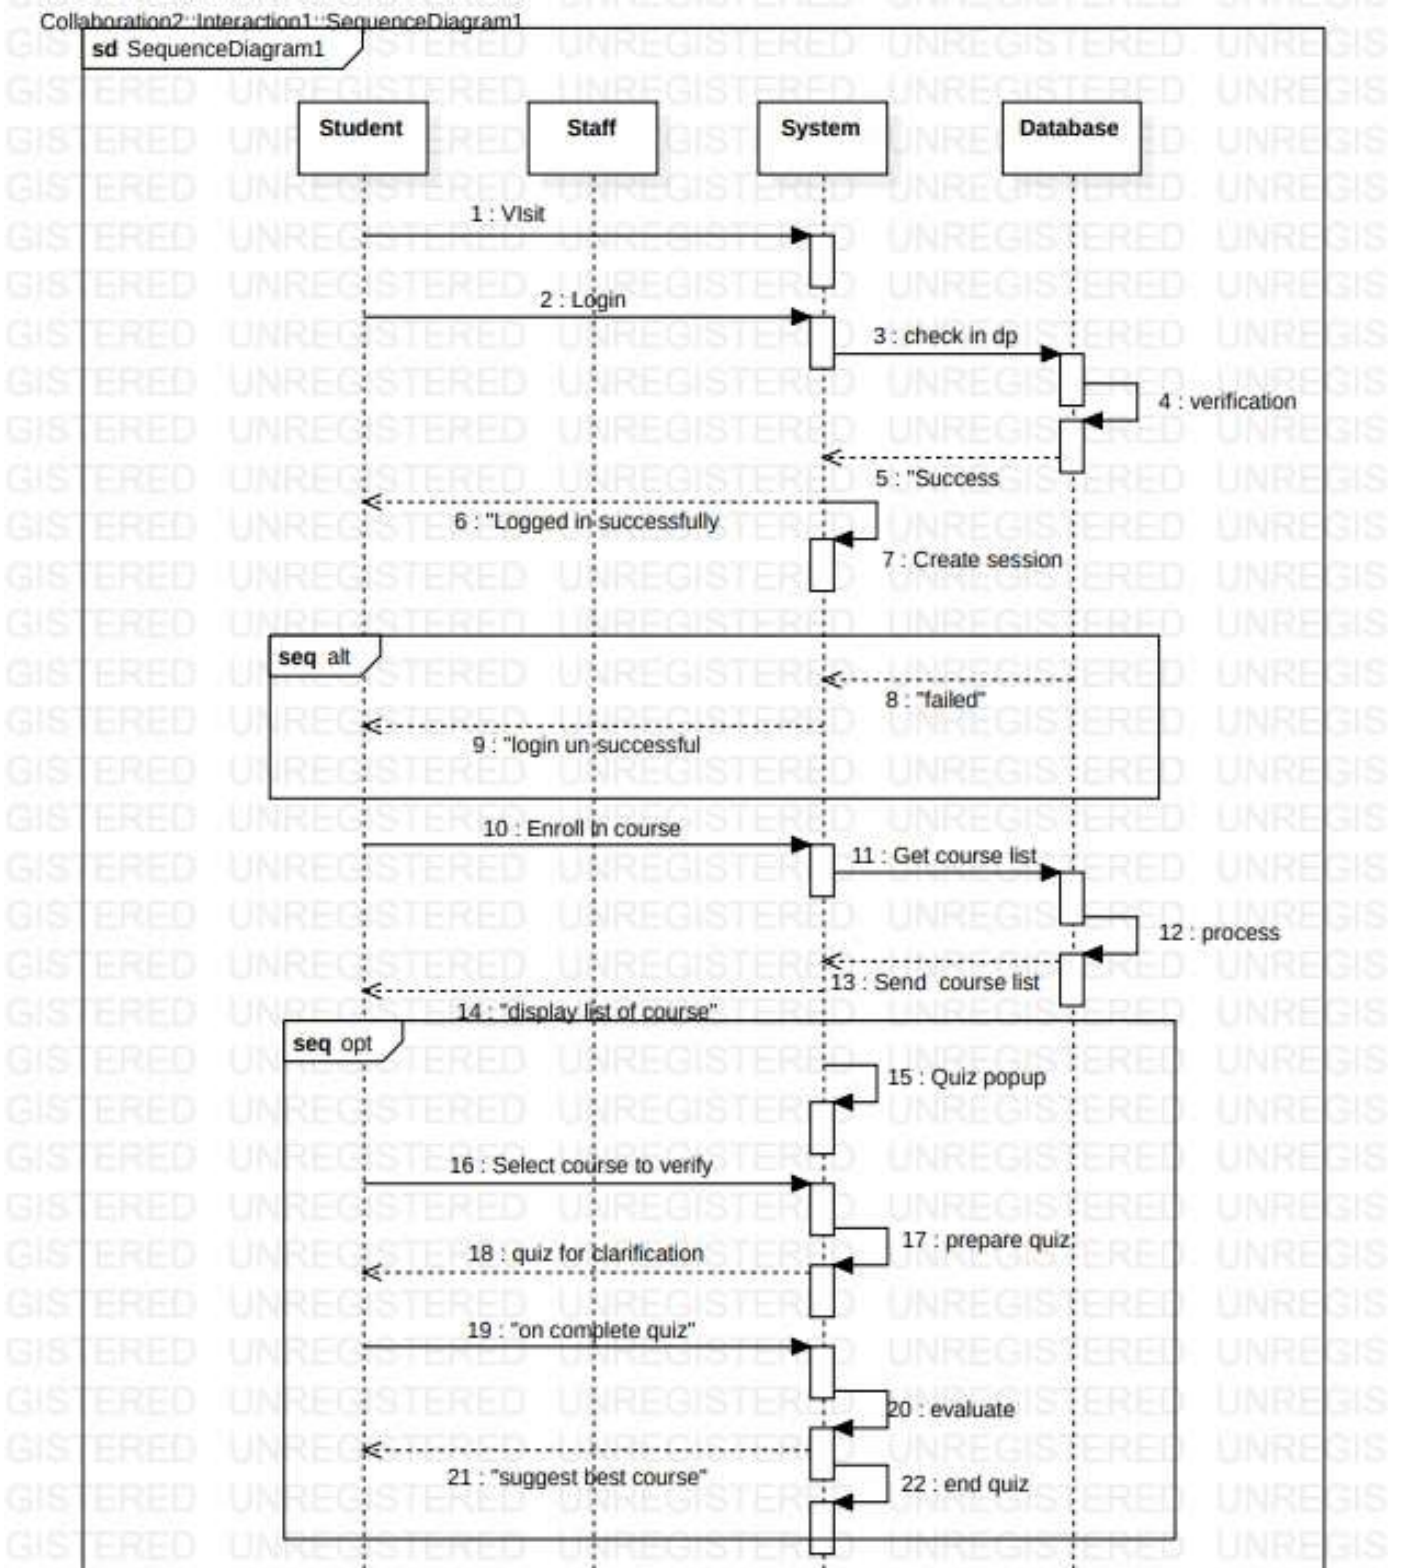 Collaboration2::Interaction1::SequenceDiagram1
sd SequenceDiagram1
Student
Staff
System
Database
1 : VIsit
2 : Login
3 : check in dp
4 : verification
5 : "Success
6 : "Logged in successfully
7 : Create session
seq alt
8 : "failed"
9 : "login un-successful
10 : Enroll in course
11 : Get course list
12 : process
13 : Send  course list
14 : "display list of course"
seq opt
15 : Quiz popup
16 : Select course to verify
17 : prepare quiz
18 : quiz for clarification
19 : "on complete quiz"
20 : evaluate
21 : "suggest best course"
22 : end quiz
UNREGISTERED